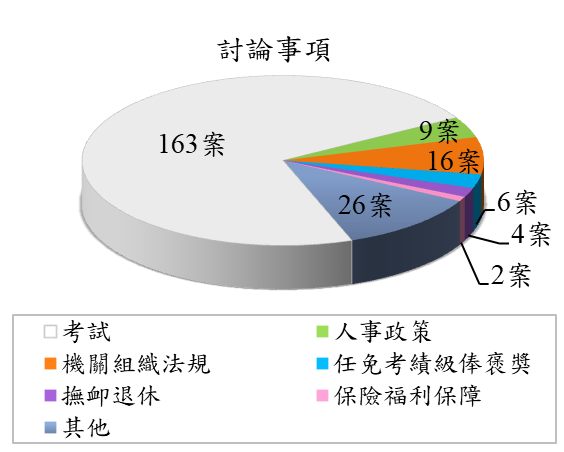 討論事項
163案
9案
16案
26案
6案
4案
2案
考試
人事政策
機關組織法規
任免考績級俸褒獎
撫卹退休
保險福利保障
其他